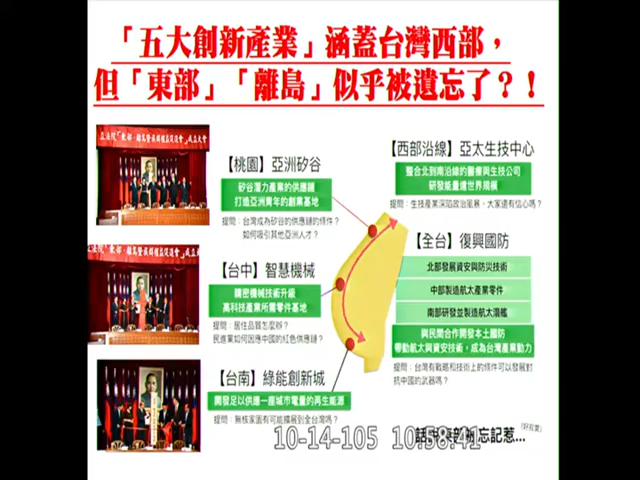 「五大創新產業」涵蓋台灣西部，
但「東部」「離島」似乎被遺忘了？！
【桃園】亞洲矽谷
矽谷潛力產業的供應鏈
打造亞洲青年的創業基地
提問：台灣成為矽谷的供應鏈的條件？
如何吸引其他亞洲人才？
【台中】智慧機械
精密機械技術升級
高科技產業所需零件基地
提問：居住品質怎麼辦？
民進黨如何因應中國的紅色供應鏈？
【台南】綠能創新城
開發足以供應一座城市電量的再生能源
提問：無核家園有可能擴展到全台灣嗎？
【西部沿線】亞太生技中心
整合北到南沿線的醫療與生技公司
研發能量達世界規模
提問：生技產業深陷政治風暴，大家還有信心嗎？
【全台】復興國防
北部發展資安與防災技術
中部製造航太產業零件
南部研發並製造航太潛艦
與民間合作開發本土國防
帶動航太與資安技術，成為台灣產業動力
提問：台灣有戰略和技術上的條件可以發展對
抗中國的武器嗎？
話說東部被忘記惹...
(好寂寞)
10-14-105 10:58:41